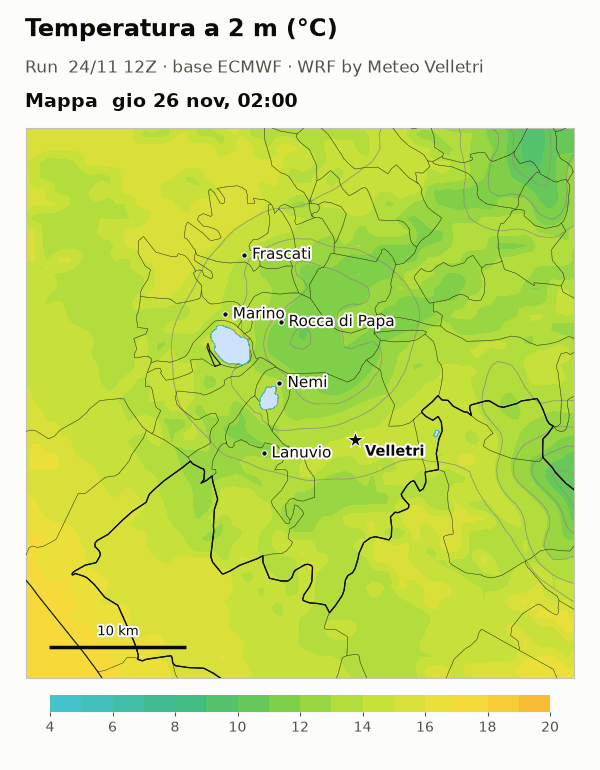 Temperatura a 2 m (°C)
Run  24/11 12Z · base ECMWF · WRF by Meteo Velletri
Mappa  gio 26 nov, 02:00
Frascati
Marino
Rocca di Papa
Nemi
Velletri
Lanuvio
10 km
4 6 8 10 12 14 16 18 20